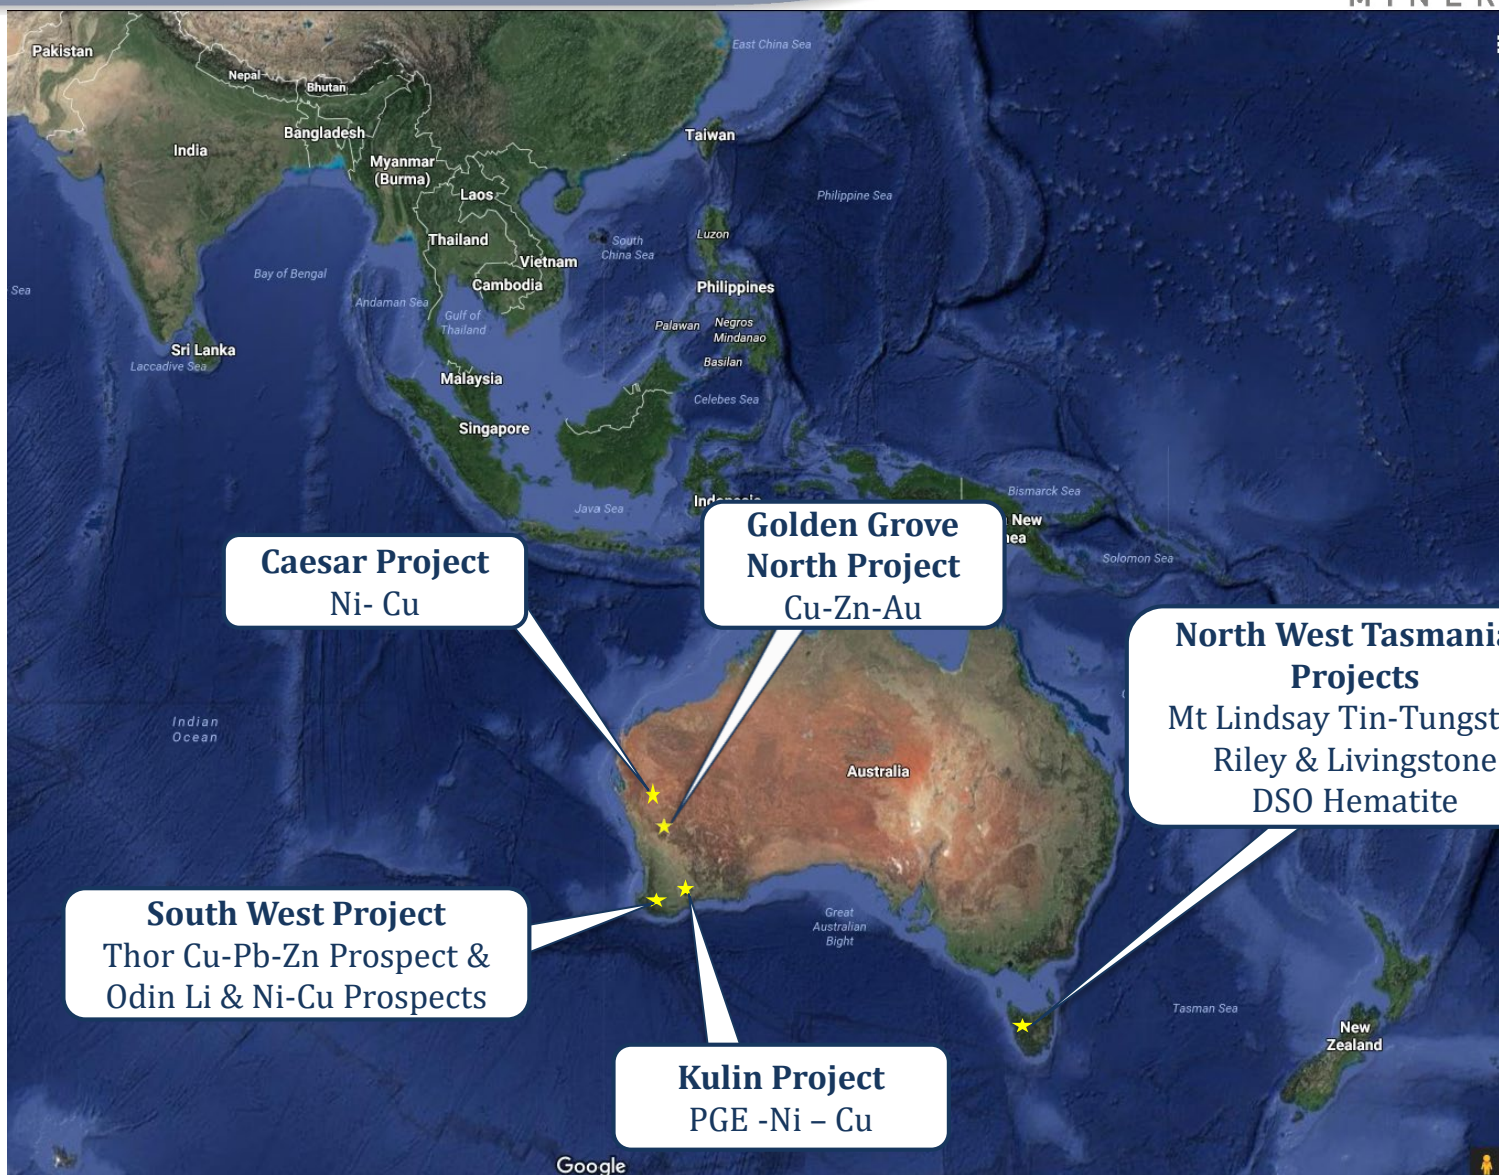 East China Sea
Pakistan
Nepal
Bhutan
Bangladesh
Taiwan
India
Myanmar
(Burma)
Laos
Philippine Sea
Luzon
Thailand
South
China Sea
Vietnam
Bay of Bengal
Cambodia
Philippines
Sea
Andaman Sea
Gulf of
Thailand
Palawan
Negros
Mindanao
Sri Lanka
Laccadive Sea
Basilan
Malaysia
Celebes Sea
Singapore
Bismarck Sea
Java Sea
New
Solomon Sea
Caesar Project
Ni- Cu
Golden Grove
North Project
Cu-Zn-Au
North West
Projects
Mt Lindsay
Riley & Livingstone
DSO Hematite
Indian
Ocean
Australia
South West Project
Thor Cu-Pb-Zn Prospect &
Odin Li & Ni-Cu Prospects
Great
Australian
Bight
Tasman Sea
New
Zealand
Kulin Project
PGE -Ni – Cu
Google